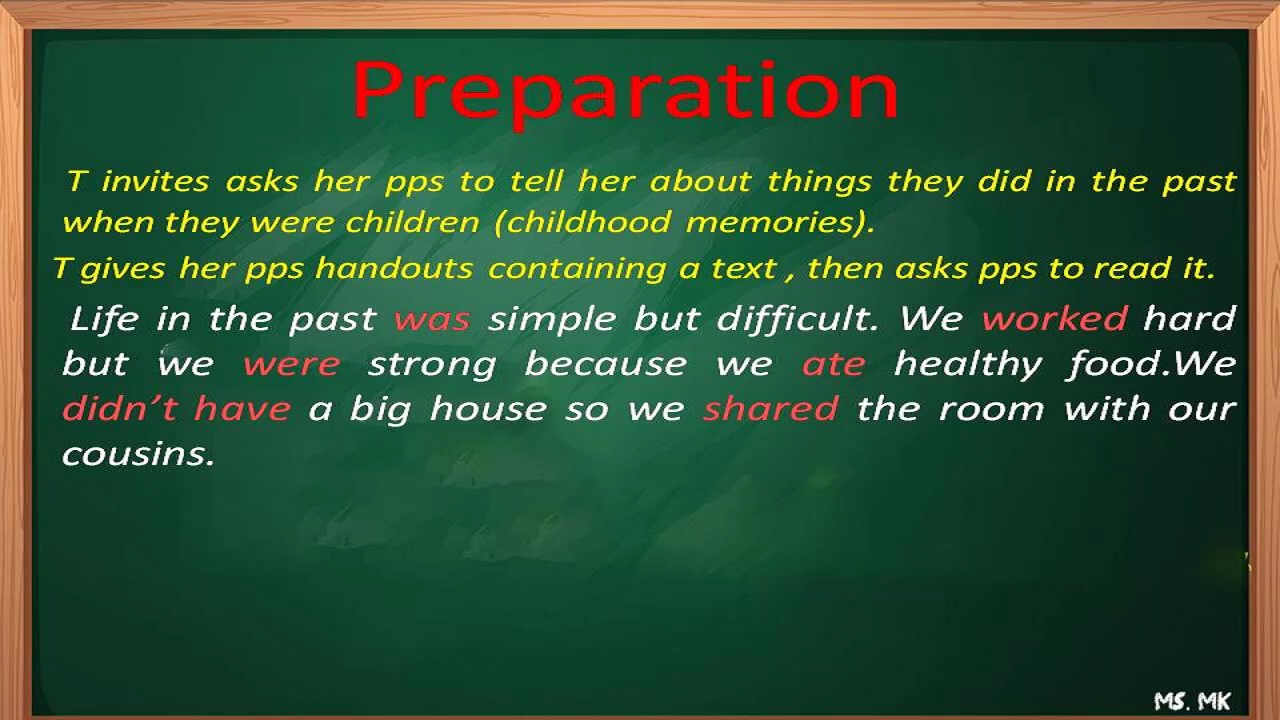 Preparation
T invites asks her pps to tell her about things they did in the past
when they were children (childhood memories).
T gives her pps handouts containing a text , then asks pps to read it.
Life in the past was simple but difficult. We worked hard
but we were strong because we ate healthy food.We
didn't have a big house so we shared the room with our
cousins.
MS. MK